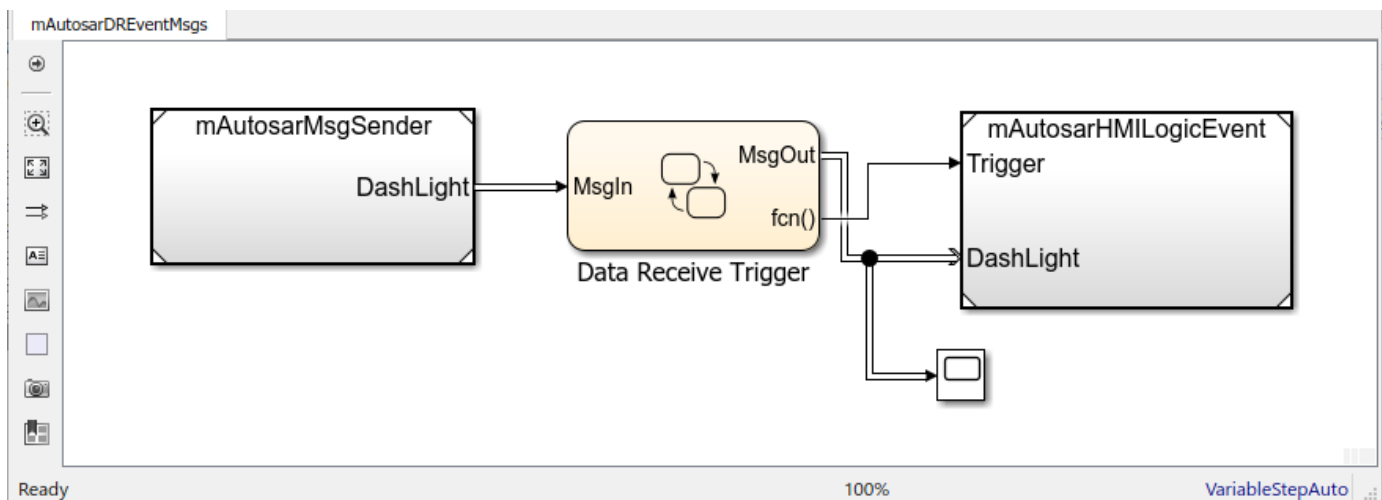 mAutosarDREventMsgs
mAutosarMsgSender
DashLight
MsgIn
MsgOut
fcn()
Data Receive Trigger
mAutosarHMILogicEvent
Trigger
DashLight
A
Ready
100%
VariableStepAuto